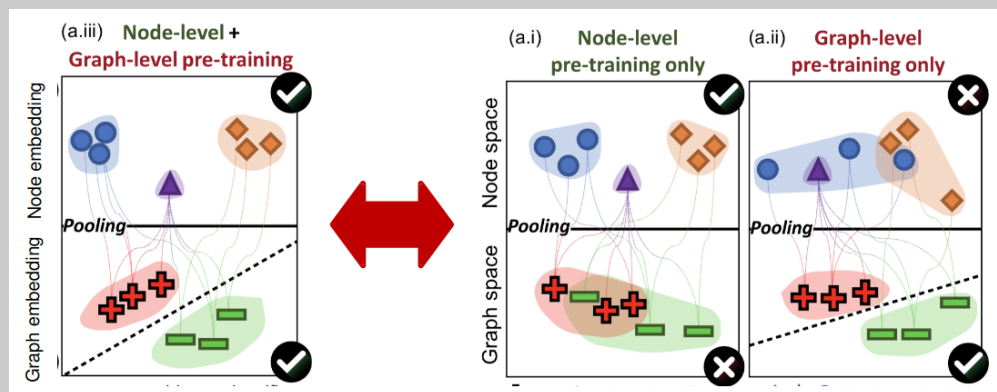 (a.iii) Node-level +
Graph-level pre-training
Node embedding
Pooling
Graph embedding
(a.i) Node-level
pre-training only
Node space
Pooling
Graph space
(a.ii) Graph-level
pre-training only
Pooling